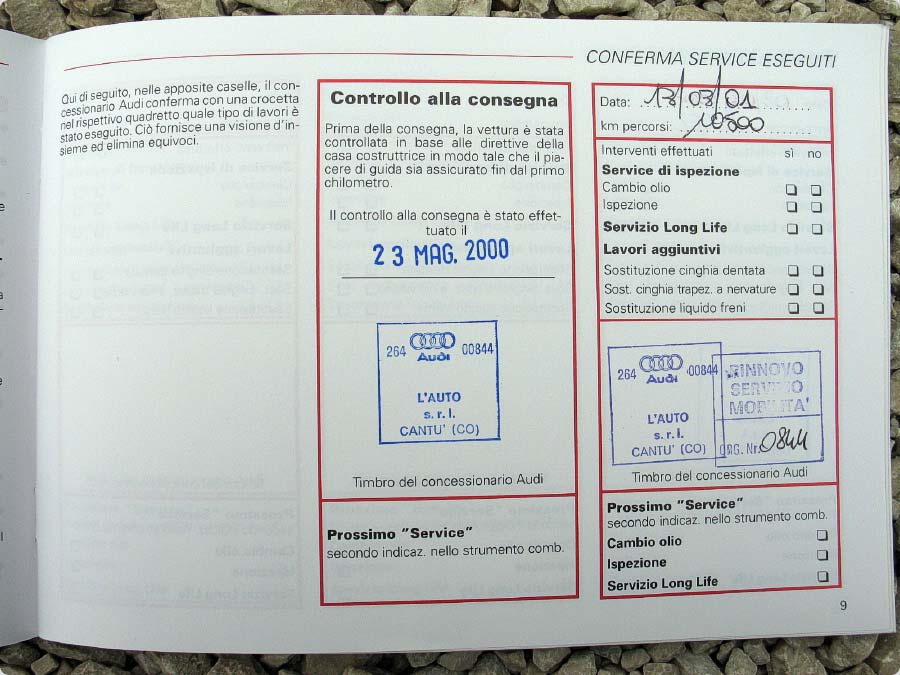 CONFERMA SERVICE ESEGUITI
Qui di seguito, nelle apposite caselle, il con-
cessionario Audi conferma con una crocetta
nel rispettivo quadretto quale tipo di lavori è
stato eseguito. Ciò fornisce una visione d'in-
sieme ed elimina equivoci.
Controllo alla consegna
Prima della consegna, la vettura è stata
controllata in base alle direttive della
casa costruttrice in modo tale che il pia-
cere di guida sia assicurato fin dal primo
chilometro.
Il controllo alla consegna è stato effet-
tuato il
23 MAG. 2000
264 00844
Audi
L'AUTO
s.r.l.
CANTU' (CO)
Timbro del concessionario Audi
Prossimo "Service"
secondo indicaz. nello strumento comb.
Data: 13/03/01
km percorsi: 10500
Interventi effettuati sì no
Service di ispezione
Cambio olio
Ispezione
Servizio Long Life
Lavori aggiuntivi
Sostituzione cinghia dentata
Sost. cinghia trapez. a nervature
Sostituzione liquido freni
264 00844
Audi
L'AUTO
s.r.l.
CANTU' (CO)
RINNOVO
SERVIZIO
MOBILITA'
ORG. Nr. 0844
Timbro del concessionario Audi
Prossimo "Service"
secondo indicaz. nello strumento comb.
Cambio olio
Ispezione
Servizio Long Life
9